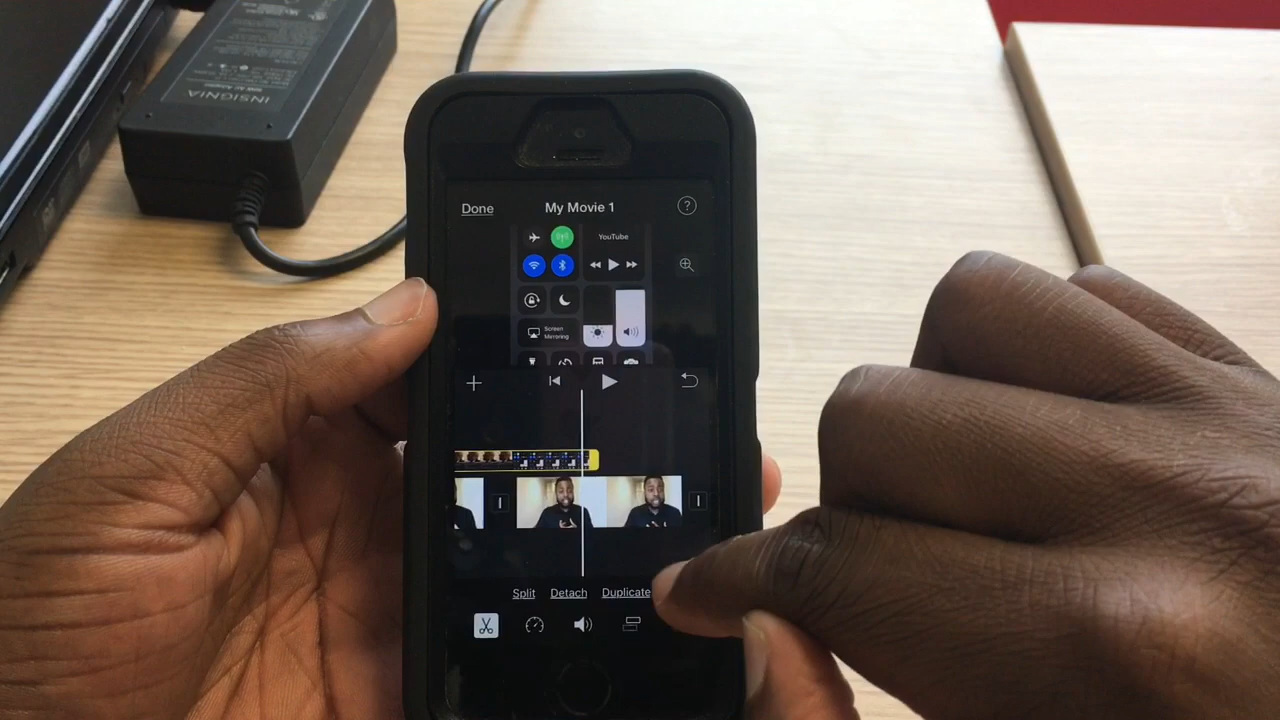 INSIGNIA
Done
My Movie 1
?
YouTube
Screen
Mirroring
Split
Detach
Duplicate